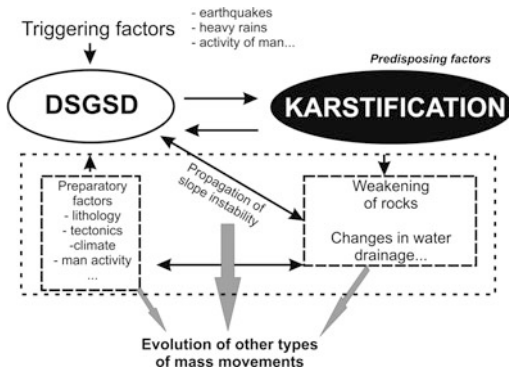 Triggering factors
- earthquakes
- heavy rains
- activity of man...
Predisposing factors
DSGSD
KARSTIFICATION
Propagation of
slope instability
Preparatory
factors
- lithology
- tectonics
-climate
- man activity
...
Weakening
of rocks
Changes in water
drainage...
Evolution of other types
of mass movements